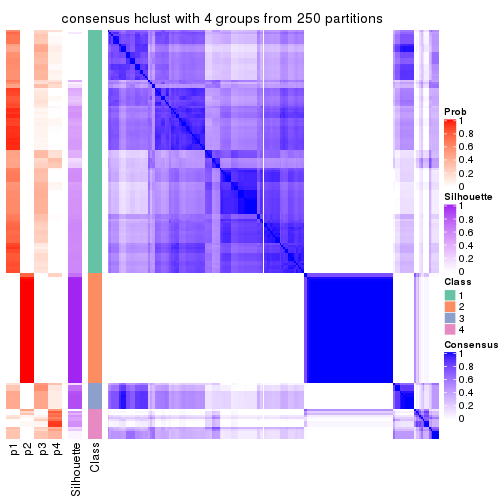 consensus hclust with 4 groups from 250 partitions
Prob
1
0.8
0.6
0.4
0.2
0
Silhouette
1
0.8
0.6
0.4
0.2
0
Class
1
2
3
4
Consensus
1
0.8
0.6
0.4
0.2
0
p1
p2
p3
p4
Silhouette
Class